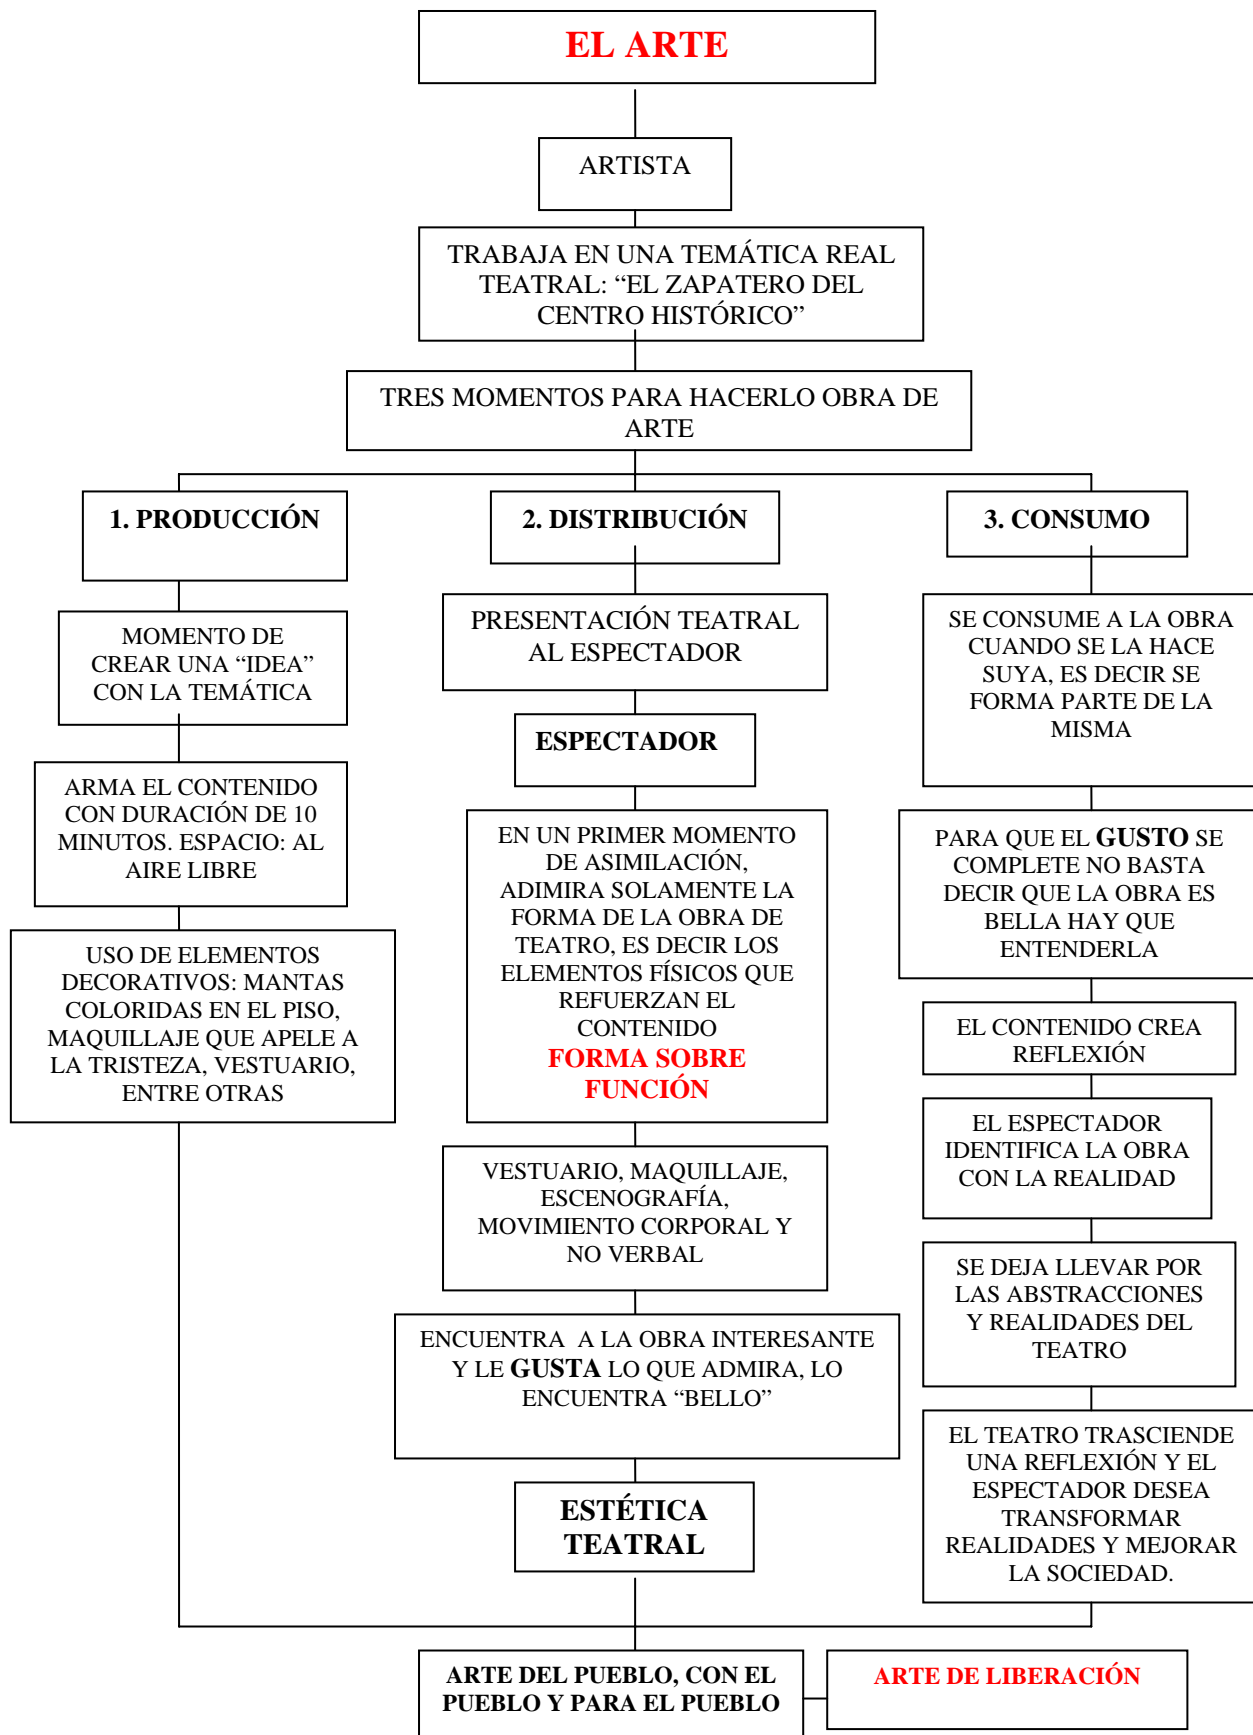 EL ARTE
ARTISTA
TRABAJA EN UNA TEMÁTICA REAL
TEATRAL: “EL ZAPATERO DEL
CENTRO HISTÓRICO”
TRES MOMENTOS PARA HACERLO OBRA DE
ARTE
1. PRODUCCIÓN
MOMENTO DE
CREAR UNA “IDEA”
CON LA TEMÁTICA
ARMA EL CONTENIDO
CON DURACIÓN DE 10
MINUTOS. ESPACIO: AL
AIRE LIBRE
USO DE ELEMENTOS
DECORATIVOS: MANTAS
COLORIDAS EN EL PISO,
MAQUILLAJE QUE APELE A
LA TRISTEZA, VESTUARIO,
ENTRE OTRAS
2. DISTRIBUCIÓN
PRESENTACIÓN TEATRAL
AL ESPECTADOR
ESPECTADOR
EN UN PRIMER MOMENTO
DE ASIMILACIÓN,
ADIMIRA SOLAMENTE LA
FORMA DE LA OBRA DE
TEATRO, ES DECIR LOS
ELEMENTOS FÍSICOS QUE
REFUERZAN EL
CONTENIDO
FORMA SOBRE
FUNCIÓN
VESTUARIO, MAQUILLAJE,
ESCENOGRAFÍA,
MOVIMIENTO CORPORAL Y
NO VERBAL
ENCUENTRA A LA OBRA INTERESANTE
Y LE GUSTA LO QUE ADMIRA, LO
ENCUENTRA “BELLO”
ESTÉTICA
TEATRAL
3. CONSUMO
SE CONSUME A LA OBRA
CUANDO SE LA HACE
SUYA, ES DECIR SE
FORMA PARTE DE LA
MISMA
PARA QUE EL GUSTO SE
COMPLETE NO BASTA
DECIR QUE LA OBRA ES
BELLA HAY QUE
ENTENDERLA
EL CONTENIDO CREA
REFLEXIÓN
EL ESPECTADOR
IDENTIFICA LA OBRA
CON LA REALIDAD
SE DEJA LLEVAR POR
LAS ABSTRACCIONES
Y REALIDADES DEL
TEATRO
EL TEATRO TRASCIENDE
UNA REFLEXIÓN Y EL
ESPECTADOR DESEA
TRANSFORMAR
REALIDADES Y MEJORAR
LA SOCIEDAD.
ARTE DEL PUEBLO, CON EL
PUEBLO Y PARA EL PUEBLO
ARTE DE LIBERACIÓN